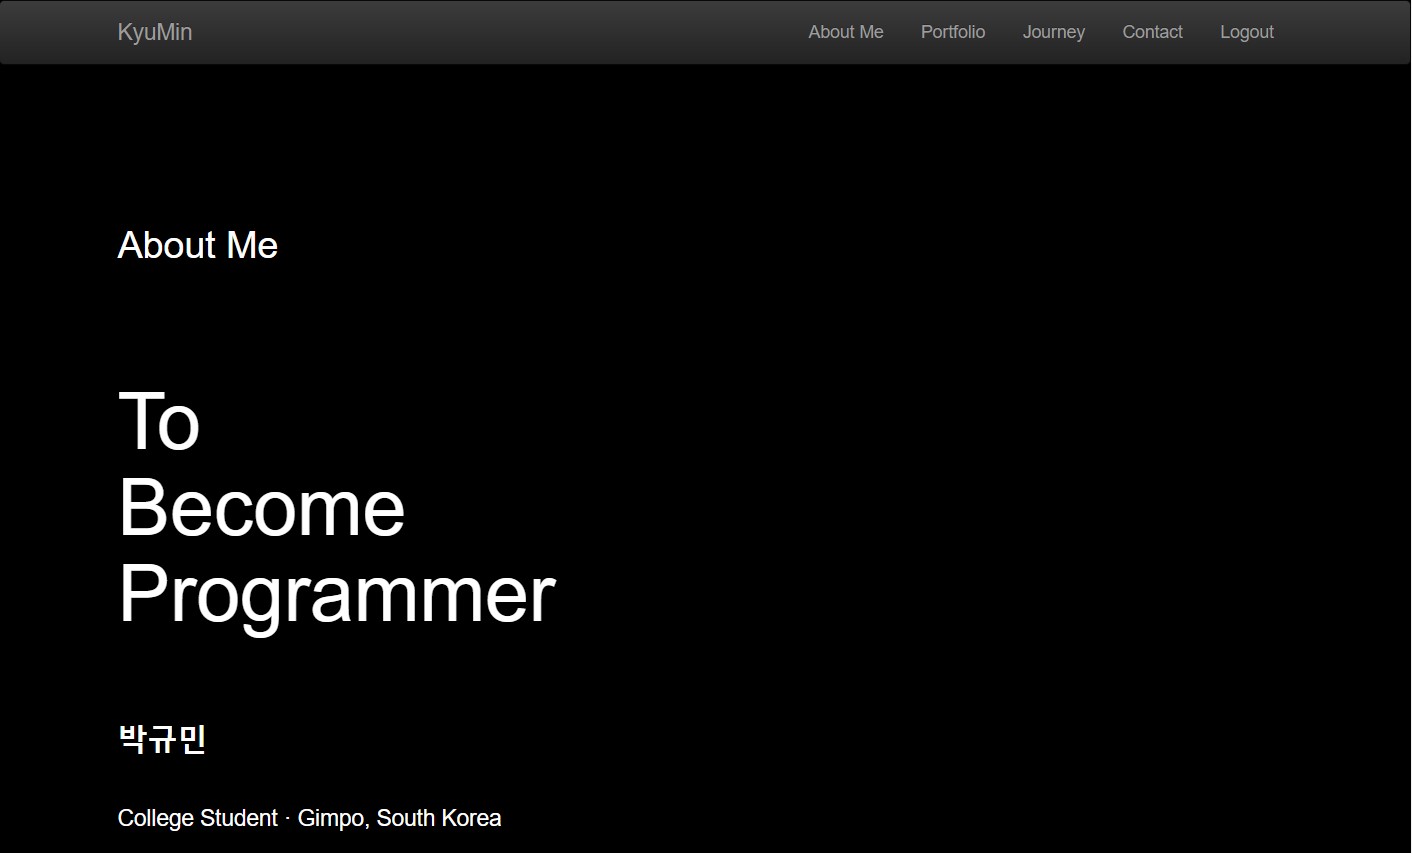 KyuMin
About Me Portfolio Journey Contact Logout
About Me
To
Become
Programmer
박규민
College Student · Gimpo, South Korea